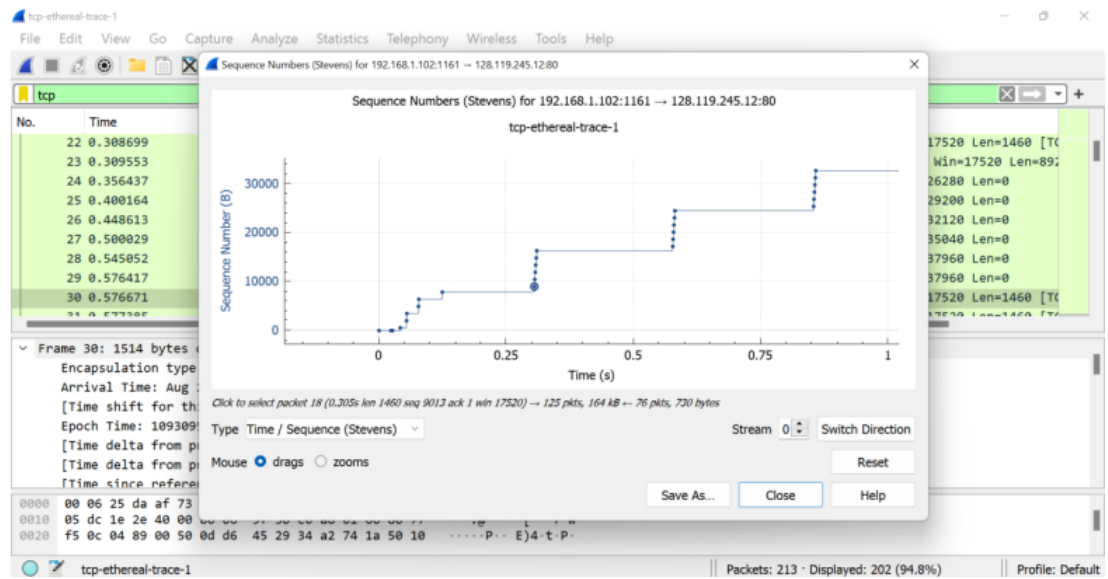 tcp-ethereal-trace-1
File Edit View Go Capture Analyze Statistics Telephony Wireless Tools Help
Sequence Numbers (Stevens) for 192.168.1.102:1161 → 128.119.245.12:80
tcp
No. Time
22 0.308699 17520 Len=1460
23 0.309553 Win=17520 Len=892
24 0.356437 26280 Len=0
25 0.400164 29200 Len=0
26 0.448613 32120 Len=0
27 0.500029 35040 Len=0
28 0.545052 37960 Len=0
29 0.576417 37960 Len=0
30 0.576671 17520 Len=1460
31 0.577385 17520 Len=1460
Sequence Numbers (Stevens) for 192.168.1.102:1161 → 128.119.245.12:80
tcp-ethereal-trace-1
Sequence Number (B)
30000
20000
10000
0
0 0.25 0.5 0.75 1
Time (s)
Click to select packet 18 (0.305s len 1460 seq 9013 ack 1 win 17520) → 125 pkts, 164 kB ← 76 pkts, 730 bytes
Type Time / Sequence (Stevens) Stream 0 Switch Direction
Mouse drags zooms Reset
Save As... Close Help
Frame 30: 1514 bytes
Encapsulation type
Arrival Time: Aug
[Time shift for
Epoch Time:
[Time delta from
[Time delta from
[Time since
0000 00 06 25 da af 73
0010 05 dc 1e 2e 40 00
0020 f5 0c 04 89 00 50 0d d6 45 29 34 a2 74 1a 50 10 ·····P·· E)4·t·P·
tcp-ethereal-trace-1 Packets: 213 · Displayed: 202 (94.8%) Profile: Default